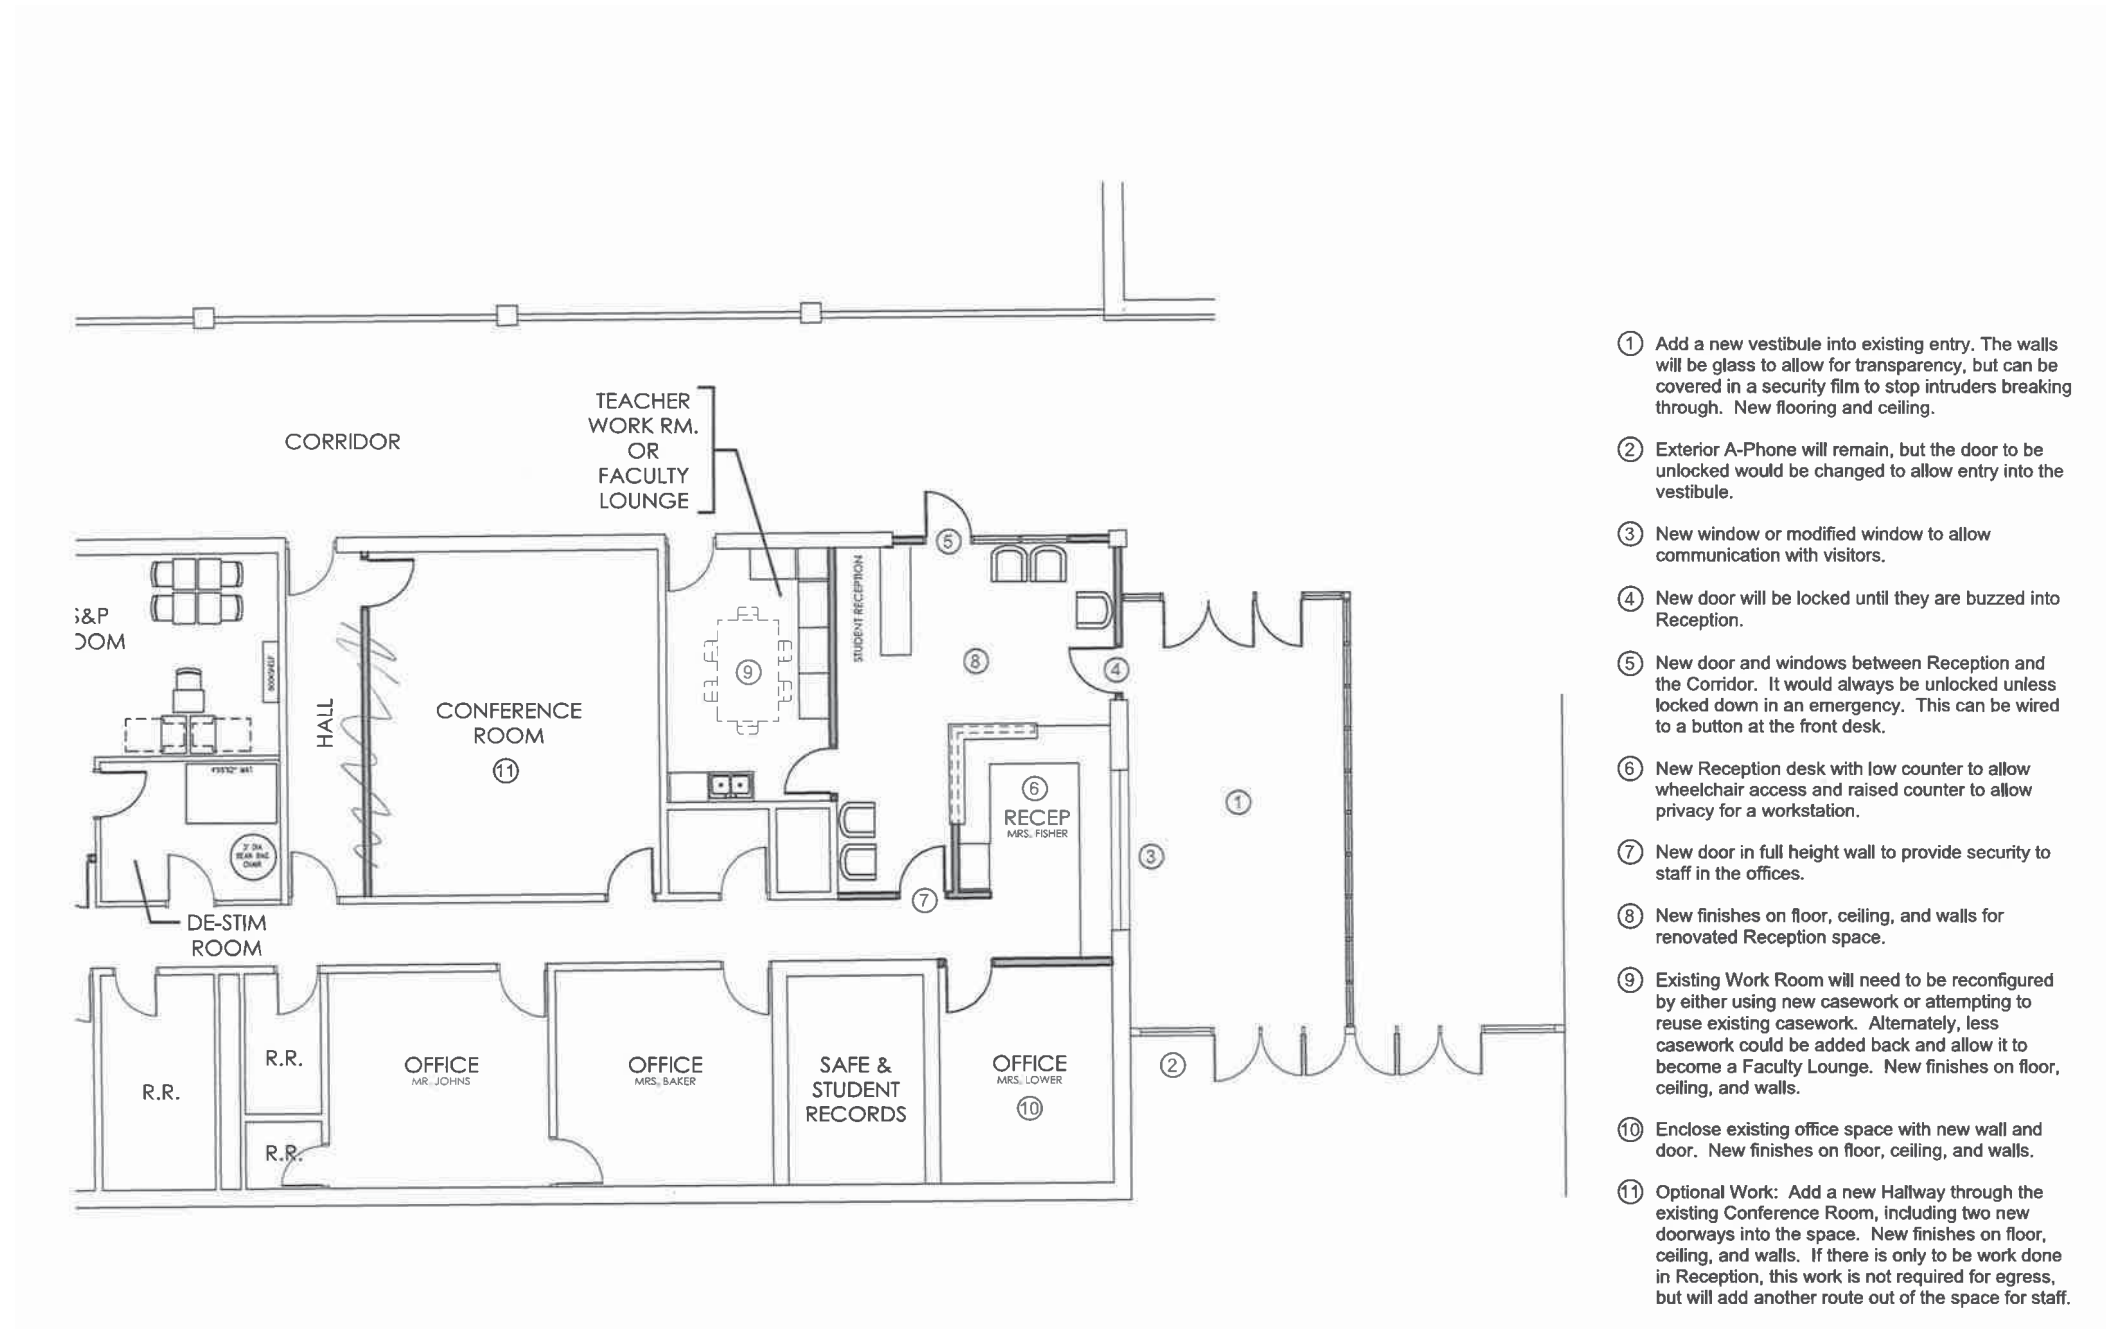 TEACHER
WORK RM.
OR
FACULTY
LOUNGE
CORRIDOR
5
STUDENT RECEPTION
&P
OOM
BOOKSHELF
HALL
9
8
4
CONFERENCE
ROOM
11
6
RECEP
MRS. FISHER
1
3
3' DIA
BEAN BAG
CHAIR
7
DE-STIM
ROOM
R.R.
R.R.
R.R.
OFFICE
MR. JOHNS
OFFICE
MRS. BAKER
SAFE &
STUDENT
RECORDS
OFFICE
MRS. LOWER
10
2
1 Add a new vestibule into existing entry. The walls
will be glass to allow for transparency, but can be
covered in a security film to stop intruders breaking
through. New flooring and ceiling.
2 Exterior A-Phone will remain, but the door to be
unlocked would be changed to allow entry into the
vestibule.
3 New window or modified window to allow
communication with visitors.
4 New door will be locked until they are buzzed into
Reception.
5 New door and windows between Reception and
the Corridor. It would always be unlocked unless
locked down in an emergency. This can be wired
to a button at the front desk.
6 New Reception desk with low counter to allow
wheelchair access and raised counter to allow
privacy for a workstation.
7 New door in full height wall to provide security to
staff in the offices.
8 New finishes on floor, ceiling, and walls for
renovated Reception space.
9 Existing Work Room will need to be reconfigured
by either using new casework or attempting to
reuse existing casework. Alternately, less
casework could be added back and allow it to
become a Faculty Lounge. New finishes on floor,
ceiling, and walls.
10 Enclose existing office space with new wall and
door. New finishes on floor, ceiling, and walls.
11 Optional Work: Add a new Hallway through the
existing Conference Room, including two new
doorways into the space. New finishes on floor,
ceiling, and walls. If there is only to be work done
in Reception, this work is not required for egress,
but will add another route out of the space for staff.